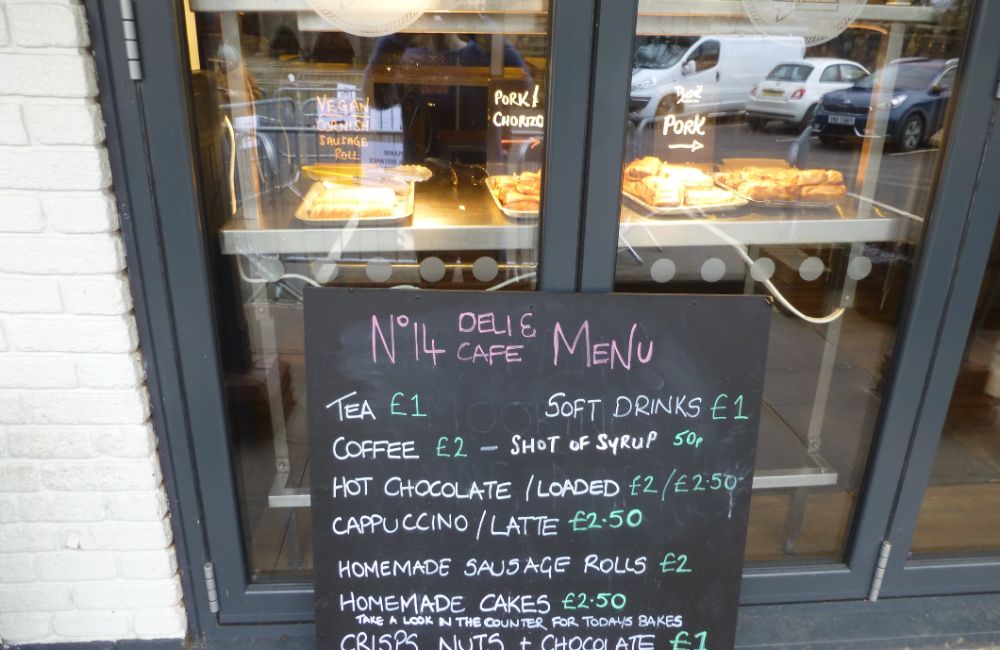 VEGAN
CORNISH
SAUSAGE
ROLL
PORK/
CHORIZO
PORK
Nº14 DELI & CAFE MENU
TEA £1 SOFT DRINKS £1
COFFEE £2 - SHOT OF SYRUP 50p
HOT CHOCOLATE / LOADED £2/£2.50
CAPPUCCINO / LATTE £2.50
HOMEMADE SAUSAGE ROLLS £2
HOMEMADE CAKES £2.50
TAKE A LOOK IN THE COUNTER FOR TODAYS BAKES
CRISPS NUTS + CHOCOLATE £1